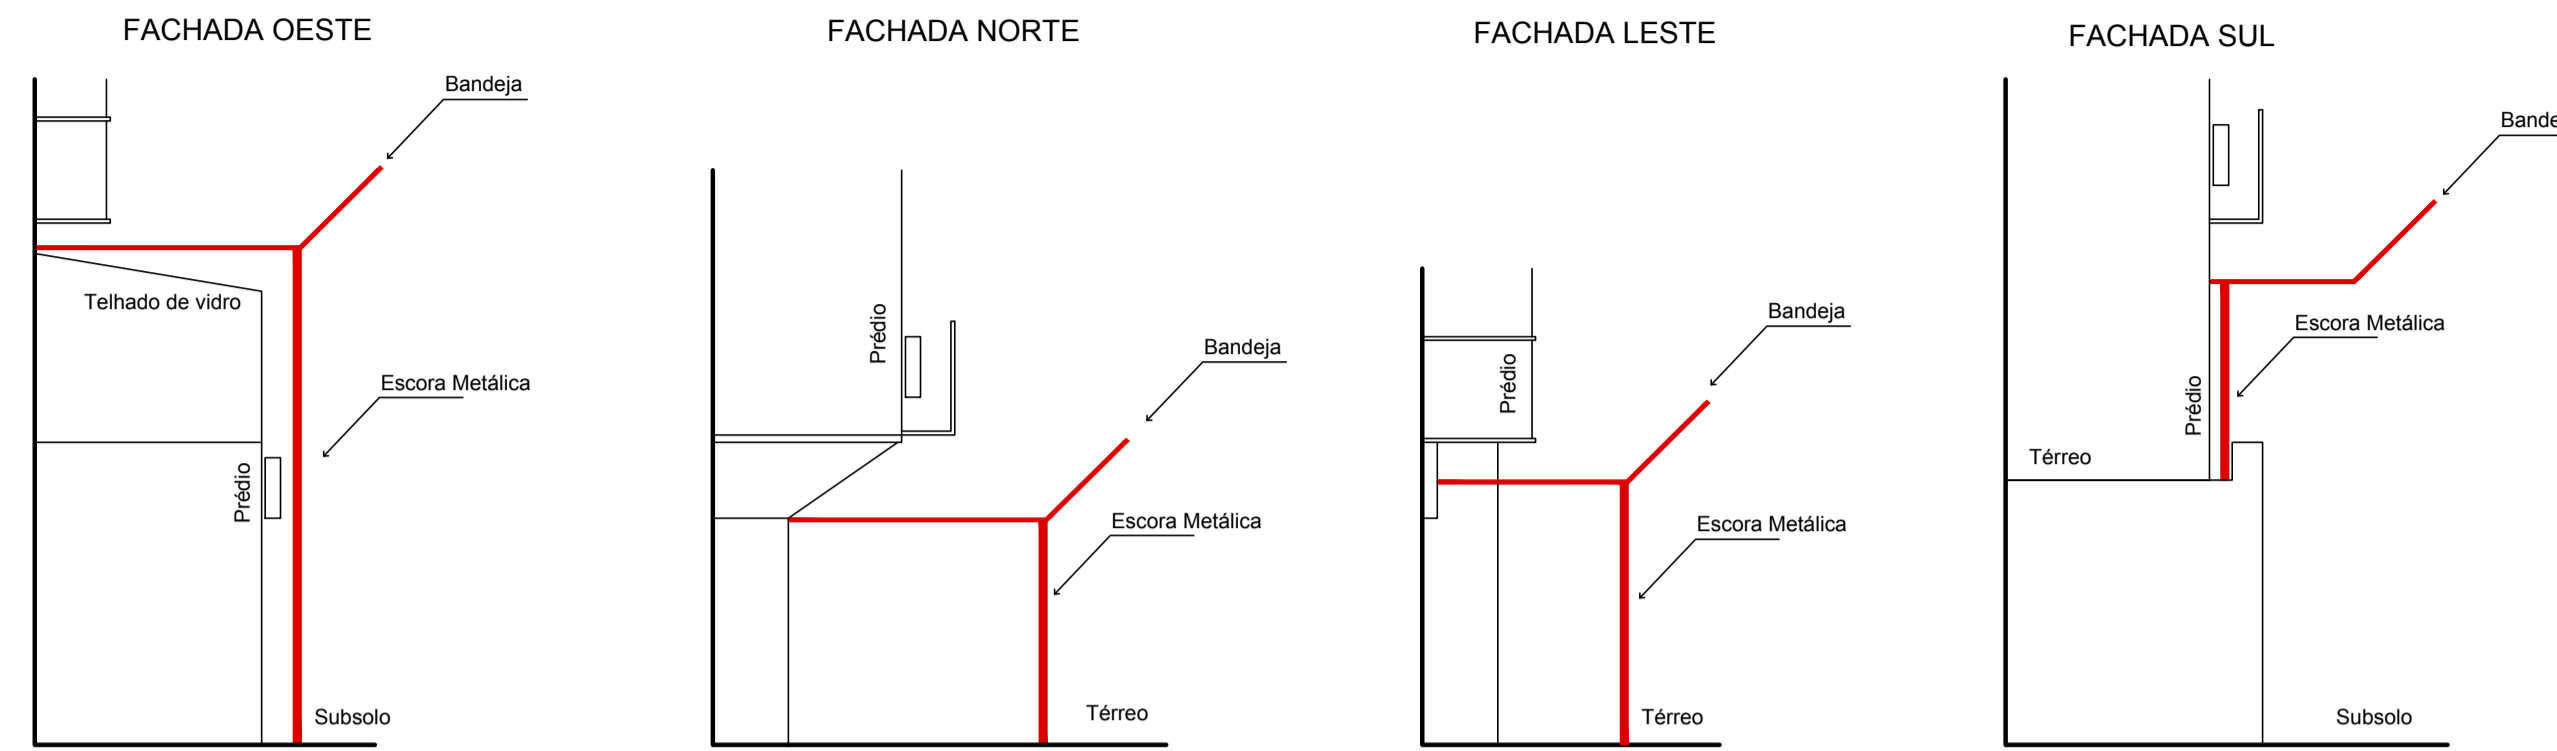 FACHADA OESTE
Bandeja
Telhado de vidro
Escora Metálica
Prédio
Subsolo
FACHADA NORTE
Prédio
Bandeja
Escora Metálica
Térreo
FACHADA LESTE
Bandeja
Prédio
Escora Metálica
Térreo
FACHADA SUL
Bande
Escora Metálica
Prédio
Térreo
Subsolo